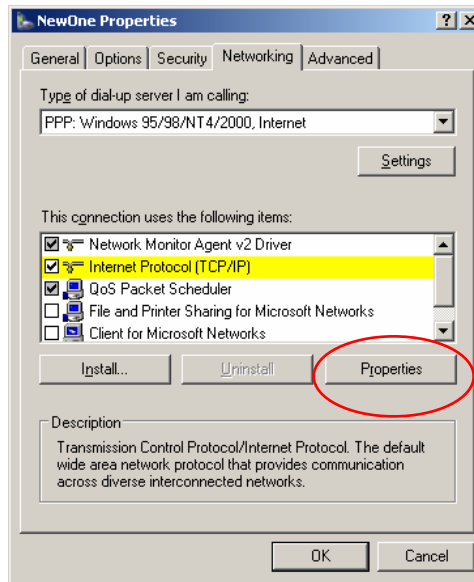 NewOne Properties
General Options Security Networking Advanced
Type of dial-up server I am calling:
PPP: Windows 95/98/NT4/2000, Internet
Settings
This connection uses the following items:
Network Monitor Agent v2 Driver
Internet Protocol (TCP/IP)
QoS Packet Scheduler
File and Printer Sharing for Microsoft Networks
Client for Microsoft Networks
Install... Uninstall Properties
Description
Transmission Control Protocol/Internet Protocol. The default
wide area network protocol that provides communication
across diverse interconnected networks.
OK Cancel